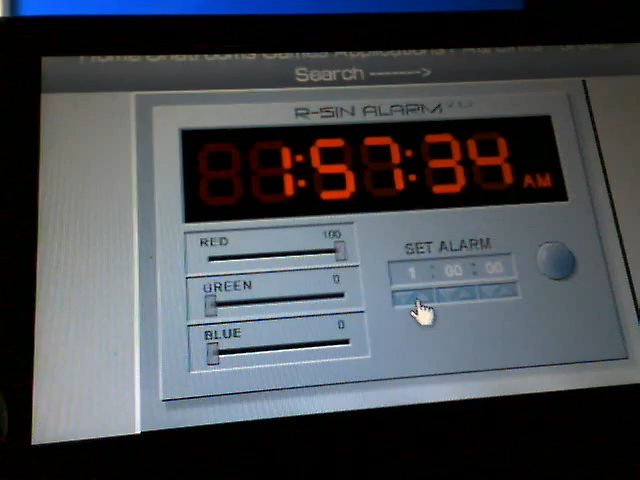 Search ------->
R-SIN ALARM
1:57:34 AM
RED 100
GREEN 0
BLUE 0
SET ALARM
1 : 00 : 00